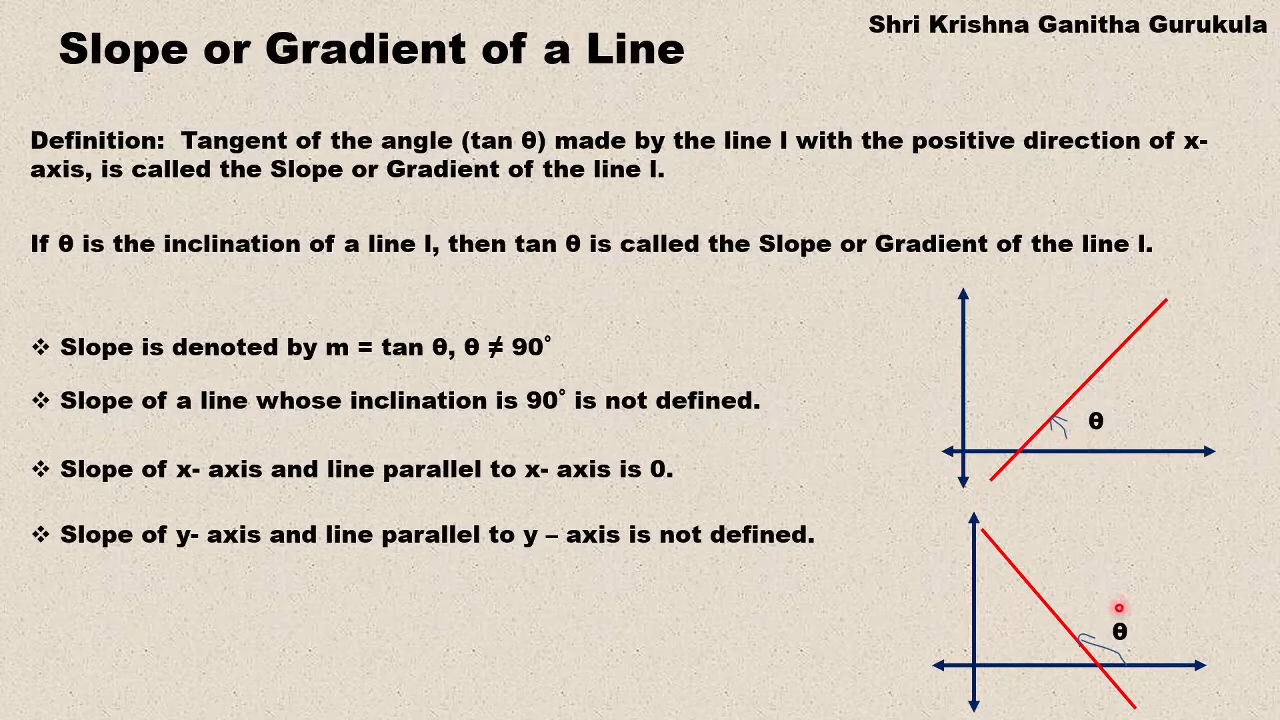 Shri Krishna Ganitha Gurukula
Slope or Gradient of a Line
Definition: Tangent of the angle (tan θ) made by the line l with the positive direction of x-
axis, is called the Slope or Gradient of the line l.
If θ is the inclination of a line l, then tan θ is called the Slope or Gradient of the line l.
❖ Slope is denoted by m = tan θ, θ ≠ 90˚
❖ Slope of a line whose inclination is 90˚ is not defined.
❖ Slope of x- axis and line parallel to x- axis is 0.
❖ Slope of y- axis and line parallel to y – axis is not defined.
θ
θ